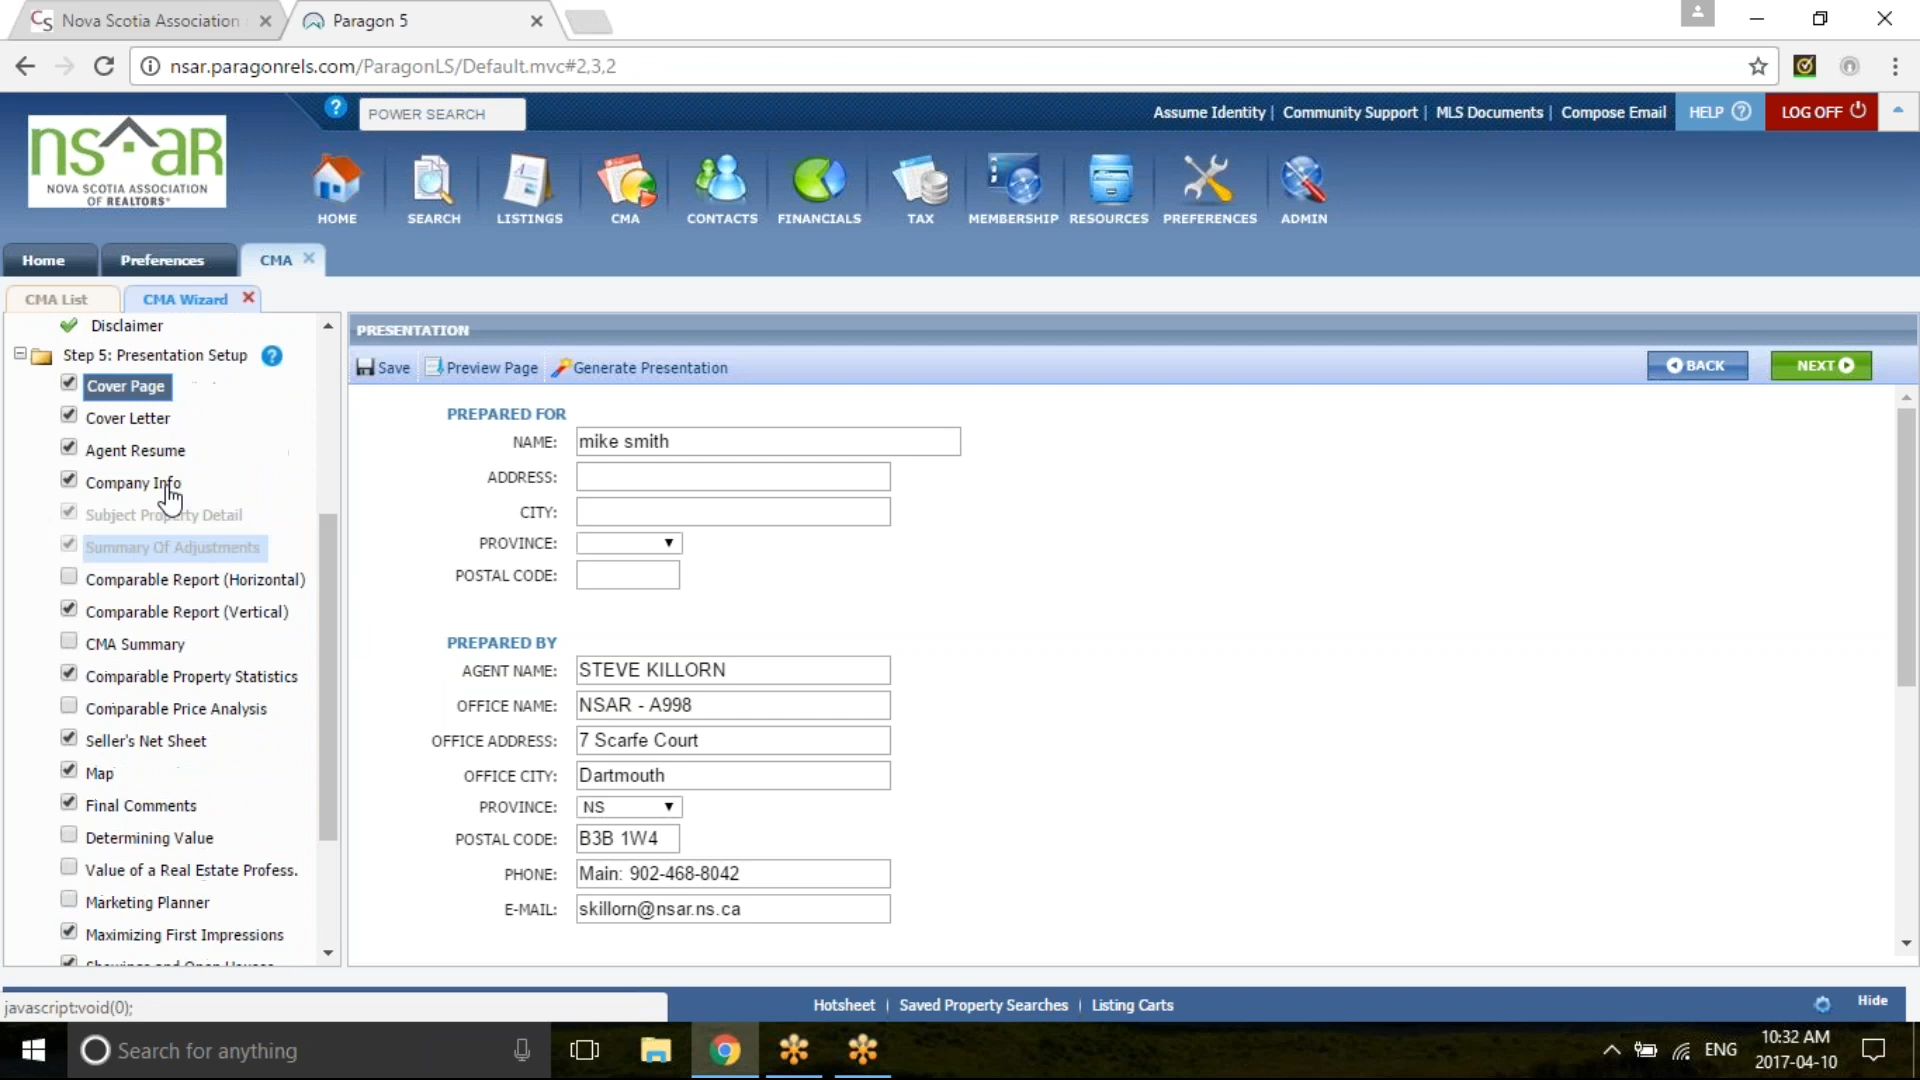 Nova Scotia Association
Paragon 5
nsar.paragonrels.com/ParagonLS/Default.mvc#2,3,2
POWER SEARCH
Assume Identity | Community Support | MLS Documents | Compose Email
HELP
LOG OFF
nsar
NOVA SCOTIA ASSOCIATION
OF REALTORS®
HOME
SEARCH
LISTINGS
CMA
CONTACTS
FINANCIALS
TAX
MEMBERSHIP
RESOURCES
PREFERENCES
ADMIN
Home
Preferences
CMA
CMA List
CMA Wizard
Disclaimer
Step 5: Presentation Setup
Cover Page
Cover Letter
Agent Resume
Company Info
Subject Property Detail
Summary Of Adjustments
Comparable Report (Horizontal)
Comparable Report (Vertical)
CMA Summary
Comparable Property Statistics
Comparable Price Analysis
Seller's Net Sheet
Map
Final Comments
Determining Value
Value of a Real Estate Profess.
Marketing Planner
Maximizing First Impressions
Showings and Open Houses
PRESENTATION
Save
Preview Page
Generate Presentation
BACK
NEXT
PREPARED FOR
NAME: mike smith
ADDRESS:
CITY:
PROVINCE:
POSTAL CODE:
PREPARED BY
AGENT NAME: STEVE KILLORN
OFFICE NAME: NSAR - A998
OFFICE ADDRESS: 7 Scarfe Court
OFFICE CITY: Dartmouth
PROVINCE: NS
POSTAL CODE: B3B 1W4
PHONE: Main: 902-468-8042
E-MAIL: skillorn@nsar.ns.ca
javascript:void(0);
Hotsheet | Saved Property Searches | Listing Carts
Hide
Search for anything
ENG
10:32 AM
2017-04-10